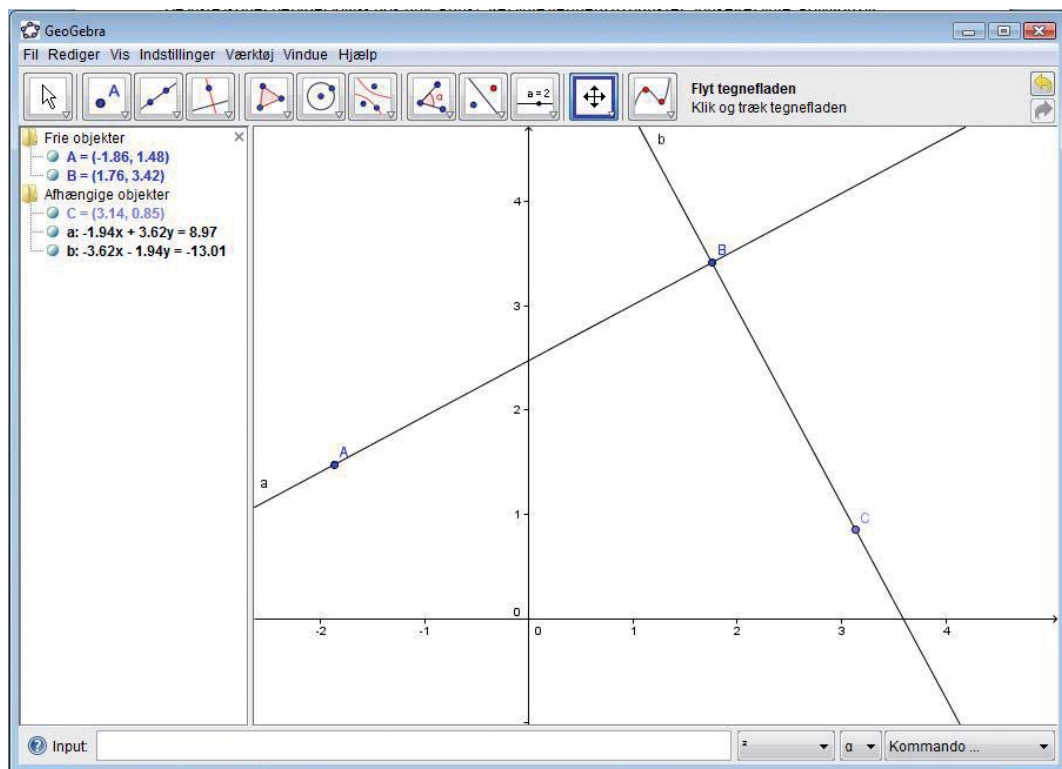 GeoGebra
Fil Rediger Vis Indstillinger Værktøj Vindue Hjælp
A
α
a = 2
Flyt tegnefladen
Klik og træk tegnefladen
Frie objekter
A = (-1.86, 1.48)
B = (1.76, 3.42)
Afhængige objekter
C = (3.14, 0.85)
a: -1.94x + 3.62y = 8.97
b: -3.62x - 1.94y = -13.01
b
4
B
3
2
A
a
1
C
0
-2 -1 0 1 2 3 4
Input:
² α Kommando ...